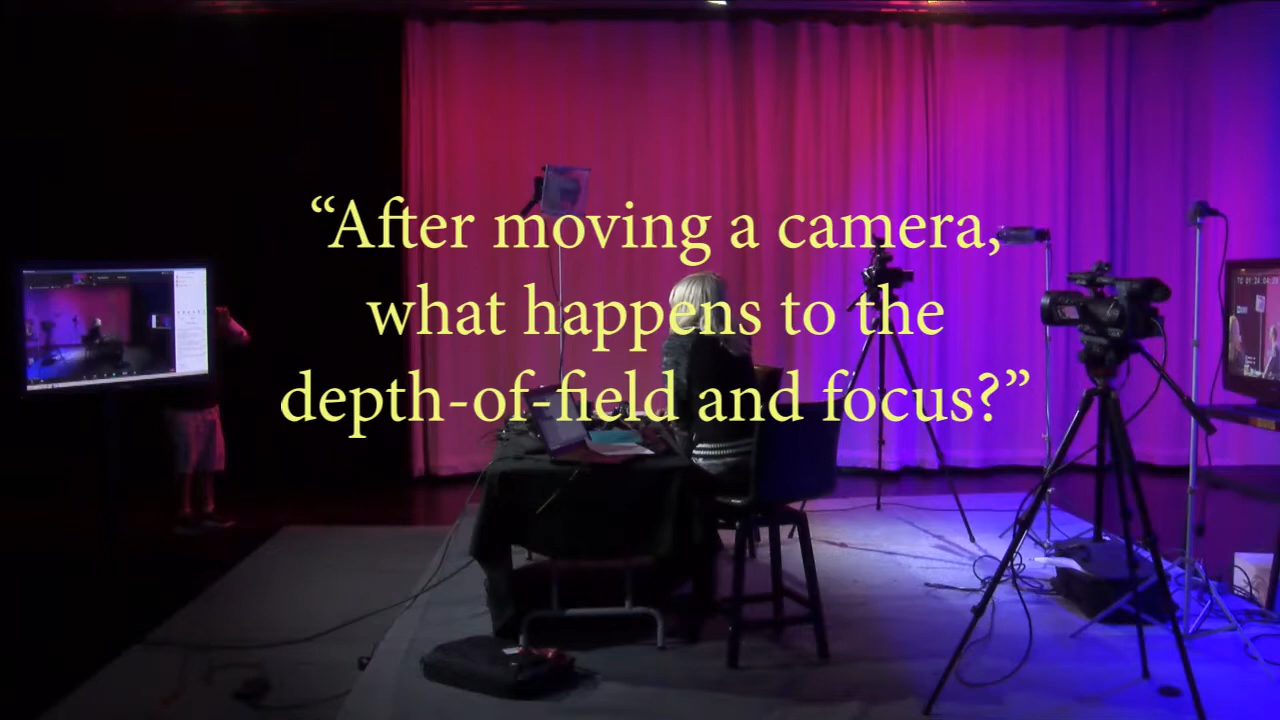 “After moving a camera,
what happens to the
depth-of-field and focus?”